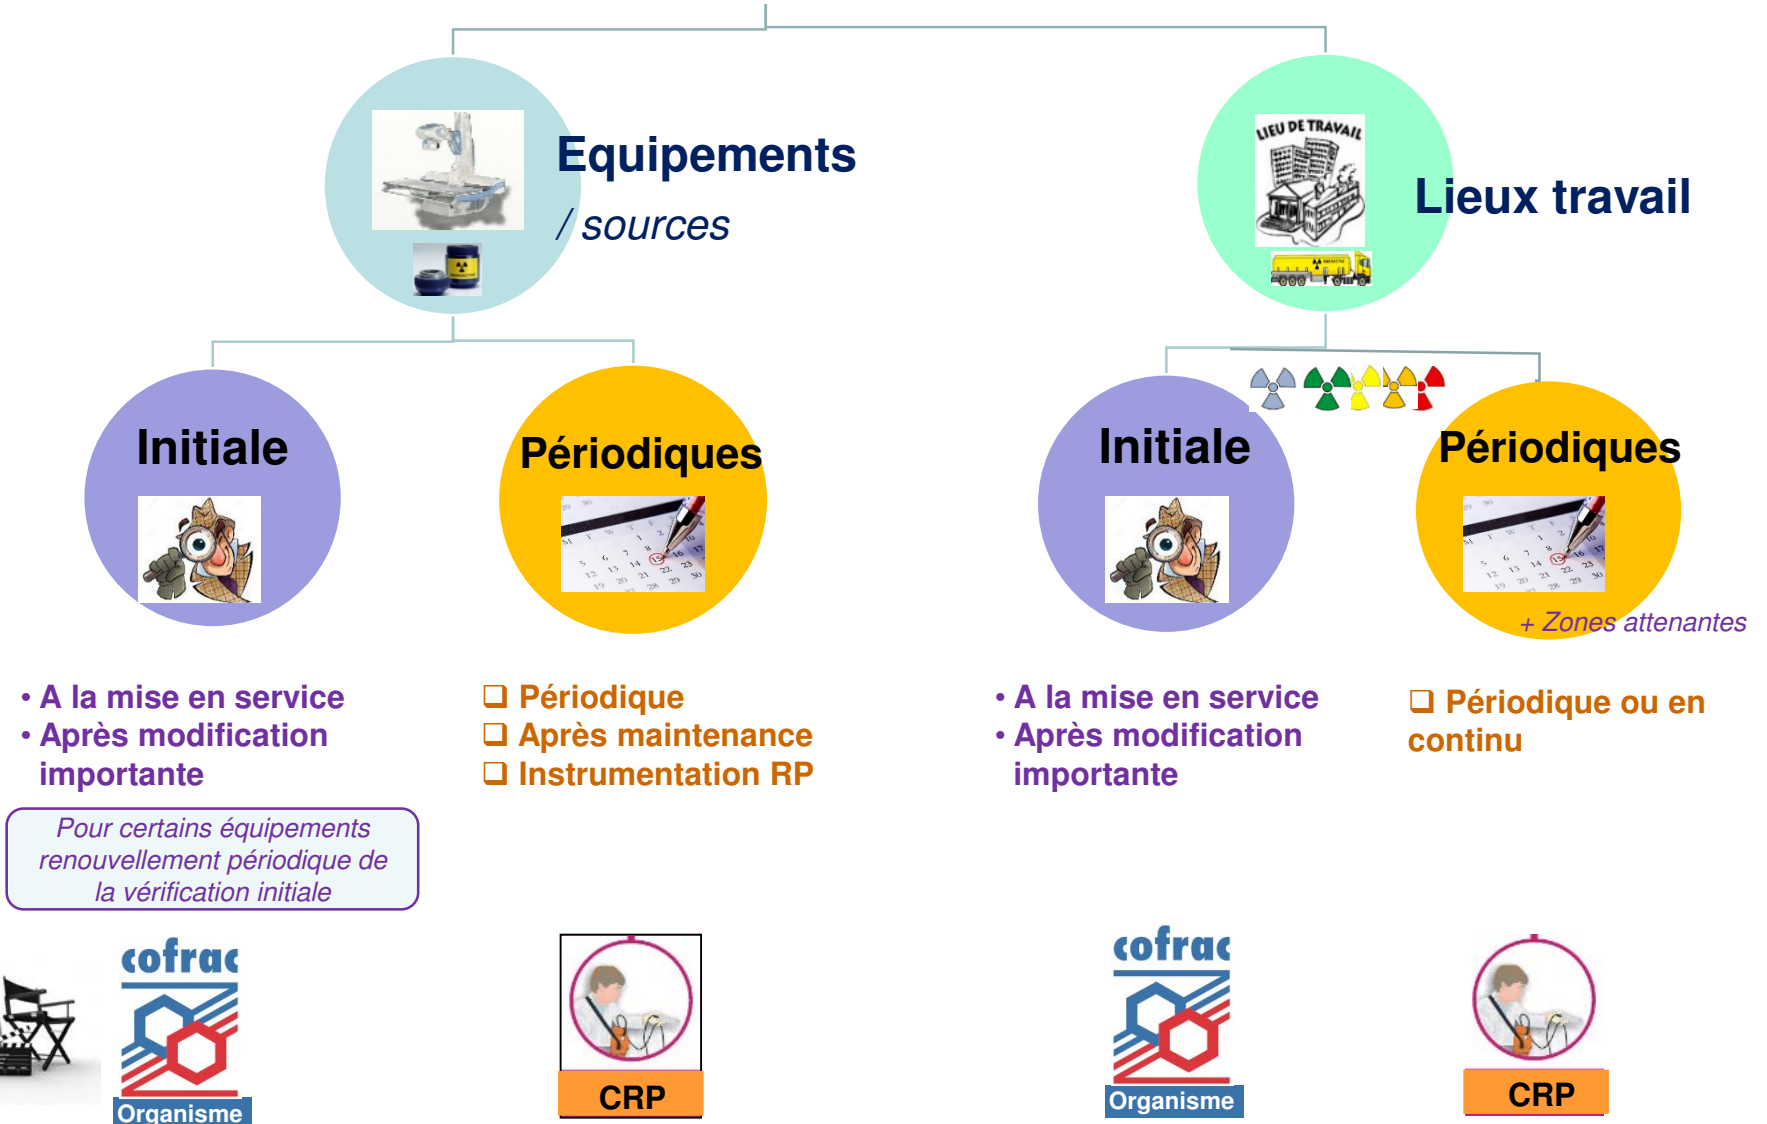 LIEU DE TRAVAIL
Equipements
/ sources
Lieux travail
Initiale
Périodiques
Initiale
Périodiques
+ Zones attenantes
• A la mise en service
• Après modification
importante
❑ Périodique
❑ Après maintenance
❑ Instrumentation RP
• A la mise en service
• Après modification
importante
❑ Périodique ou en
continu
Pour certains équipements
renouvellement périodique de
la vérification initiale
cofrac
Organisme
CRP
cofrac
Organisme
CRP